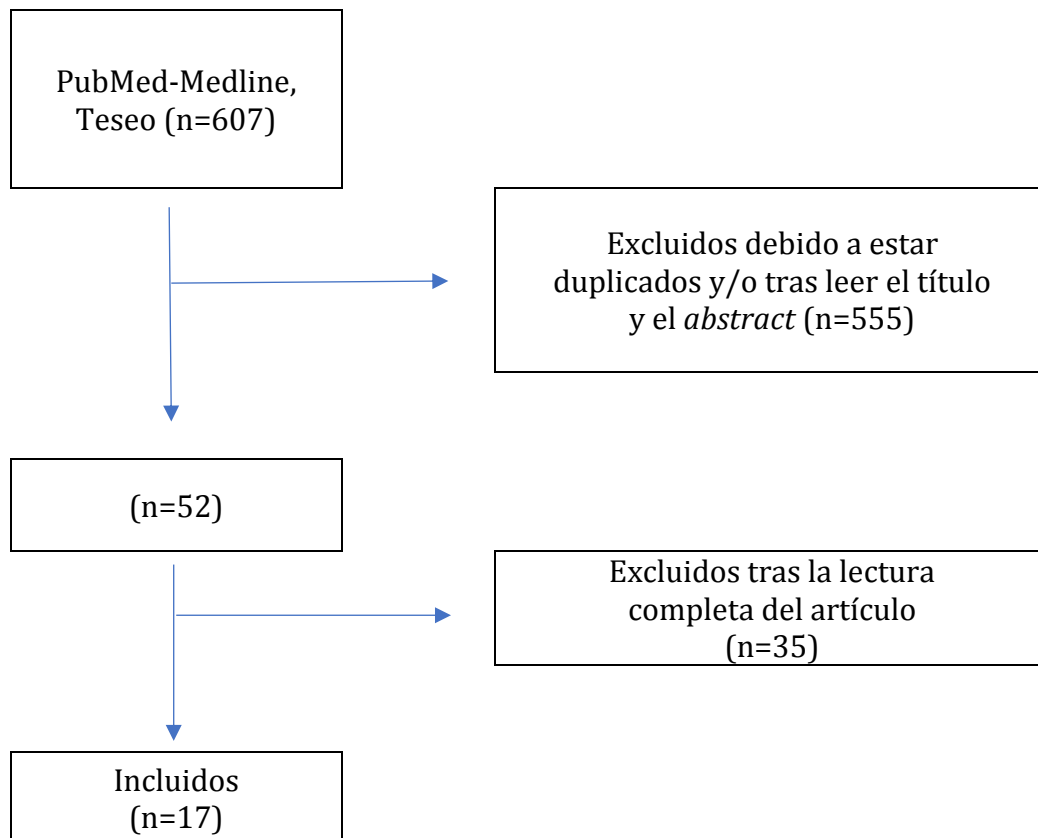 PubMed-Medline,
Teseo (n=607)
Excluidos debido a estar
duplicados y/o tras leer el título
y el abstract (n=555)
(n=52)
Excluidos tras la lectura
completa del artículo
(n=35)
Incluidos
(n=17)